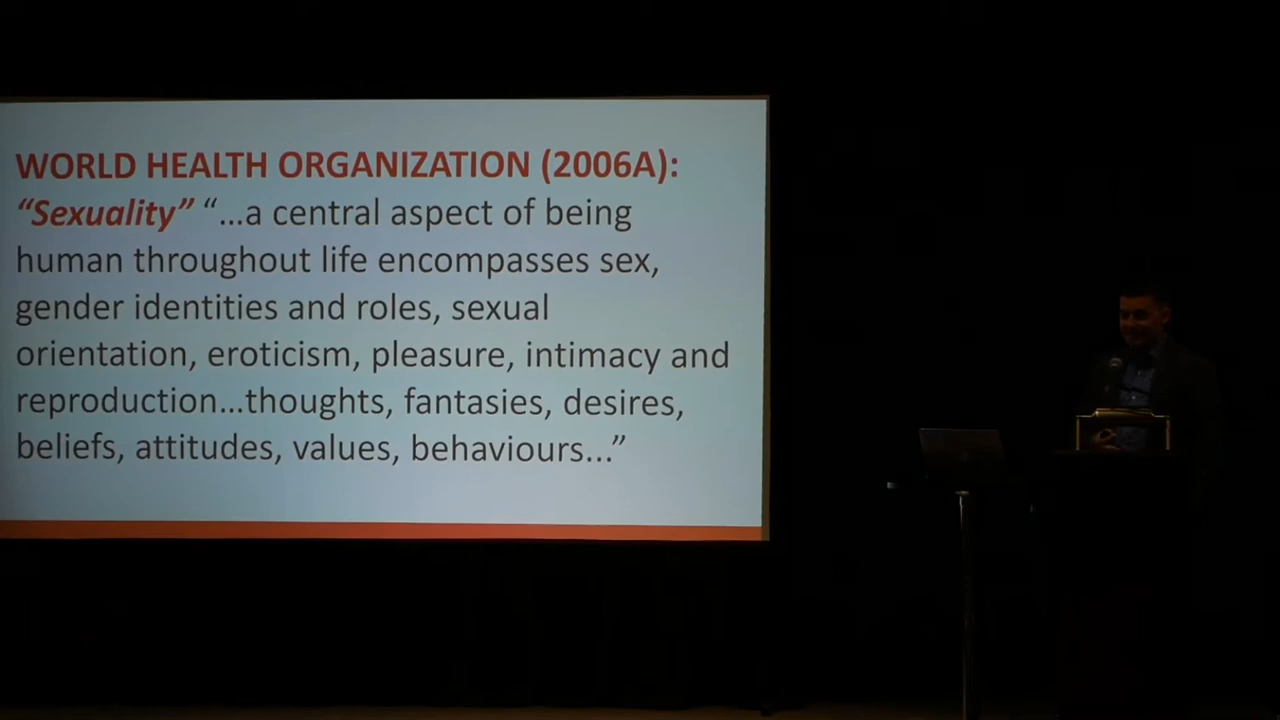 WORLD HEALTH ORGANIZATION (2006A):
“Sexuality” “...a central aspect of being
human throughout life encompasses sex,
gender identities and roles, sexual
orientation, eroticism, pleasure, intimacy and
reproduction...thoughts, fantasies, desires,
beliefs, attitudes, values, behaviours...”